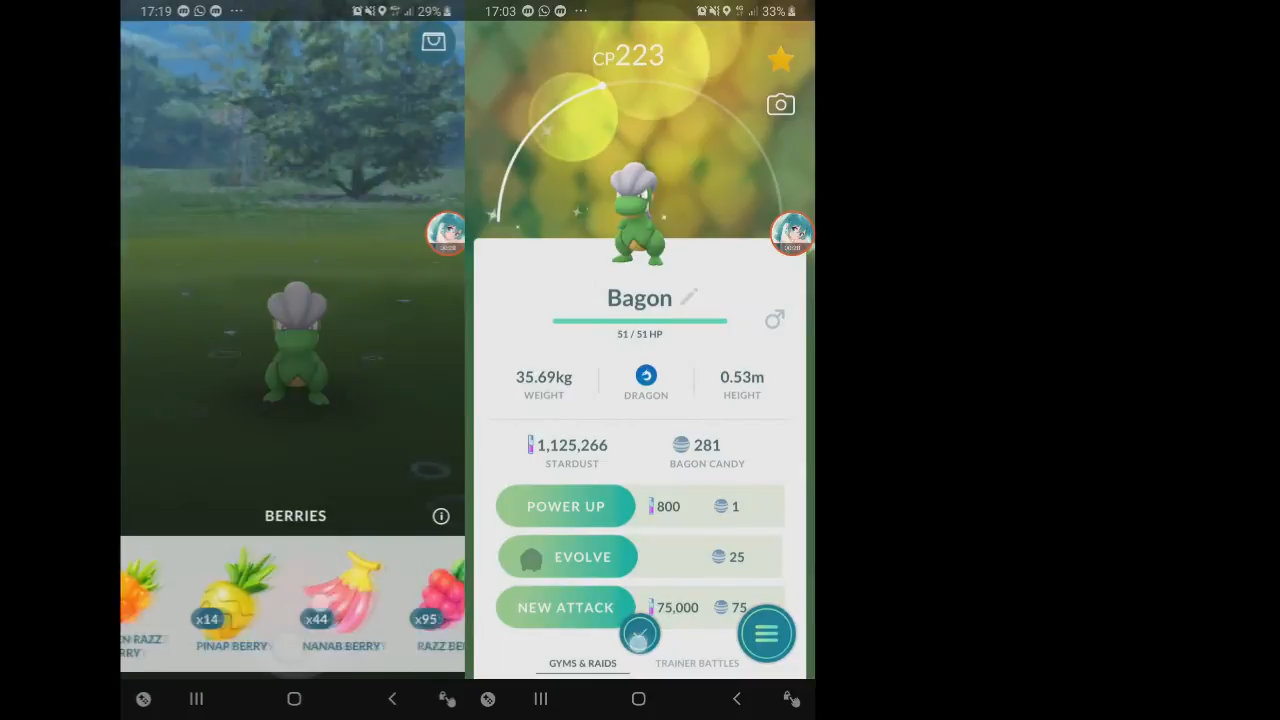 17:19
29%
BERRIES
x14
x44
x95
PINAP BERRY
NANAB BERRY
17:03
33%
CP223
Bagon
51 / 51 HP
35.69kg
WEIGHT
DRAGON
0.53m
HEIGHT
1,125,266
STARDUST
281
BAGON CANDY
POWER UP
800
1
EVOLVE
25
NEW ATTACK
75,000
75
GYMS & RAIDS
TRAINER BATTLES